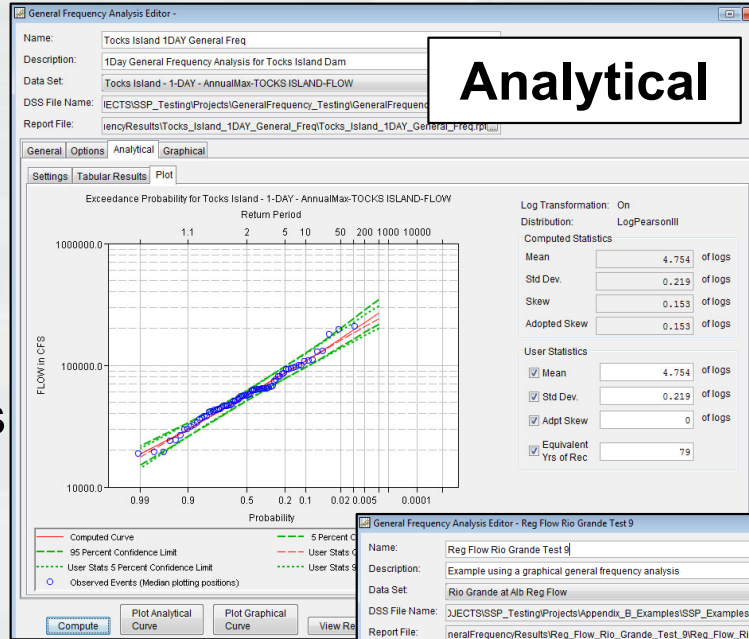 General Frequency Analysis Editor -
Name: Tocks Island 1DAY General Freq
Description: 1Day General Frequency Analysis for Tocks Island Dam
Analytical
Data Set: Tocks Island - 1-DAY - AnnualMax-TOCKS ISLAND-FLOW
DSS File Name: IECTS\SSP_Testing\Projects\GeneralFrequency_Testing\GeneralFrequenc
Report File: iencyResults\Tocks_Island_1DAY_General_Freq\Tocks_Island_1DAY_General_Freq.rpt ...
General Options Analytical Graphical
Settings Tabular Results Plot
Exceedance Probability for Tocks Island - 1-DAY - AnnualMax-TOCKS ISLAND-FLOW
Return Period
1.1 2 5 10 50 200 1000 10000
1000000.0
100000.0
10000.0
FLOW in CFS
0.99 0.9 0.5 0.2 0.1 0.02 0.005 0.0001
Probability
Computed Curve
5 Percent C
95 Percent Confidence Limit
User Stats C
User Stats 5 Percent Confidence Limit
User Stats 9
Observed Events (Median plotting positions)
Log Transformation: On
Distribution: LogPearsonIII
Computed Statistics
Mean 4.754 of logs
Std Dev. 0.219 of logs
Skew 0.153 of logs
Adopted Skew 0.153 of logs
User Statistics
Mean 4.754 of logs
Std Dev. 0.219 of logs
Adpt Skew 0 of logs
Equivalent
Yrs of Rec 79
Compute
Plot Analytical
Curve
Plot Graphical
Curve
View Re
s
General Frequency Analysis Editor - Reg Flow Rio Grande Test 9
Name: Reg Flow Rio Grande Test 9
Description: Example using a graphical general frequency analysis
Data Set: Rio Grande at Alb Reg Flow
DSS File Name: OJECTS\SSP_Testing\Projects\Appendix_B_Examples\SSP_Examples
Report File: neralFrequencyResults\Reg_Flow_Rio_Grande_Test_9\Reg_Flow_Ri